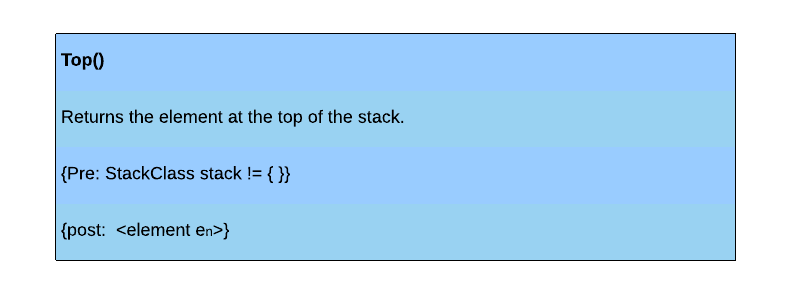 Top()
Returns the element at the top of the stack.
{Pre: StackClass stack != { }}
{post:  <element en>}